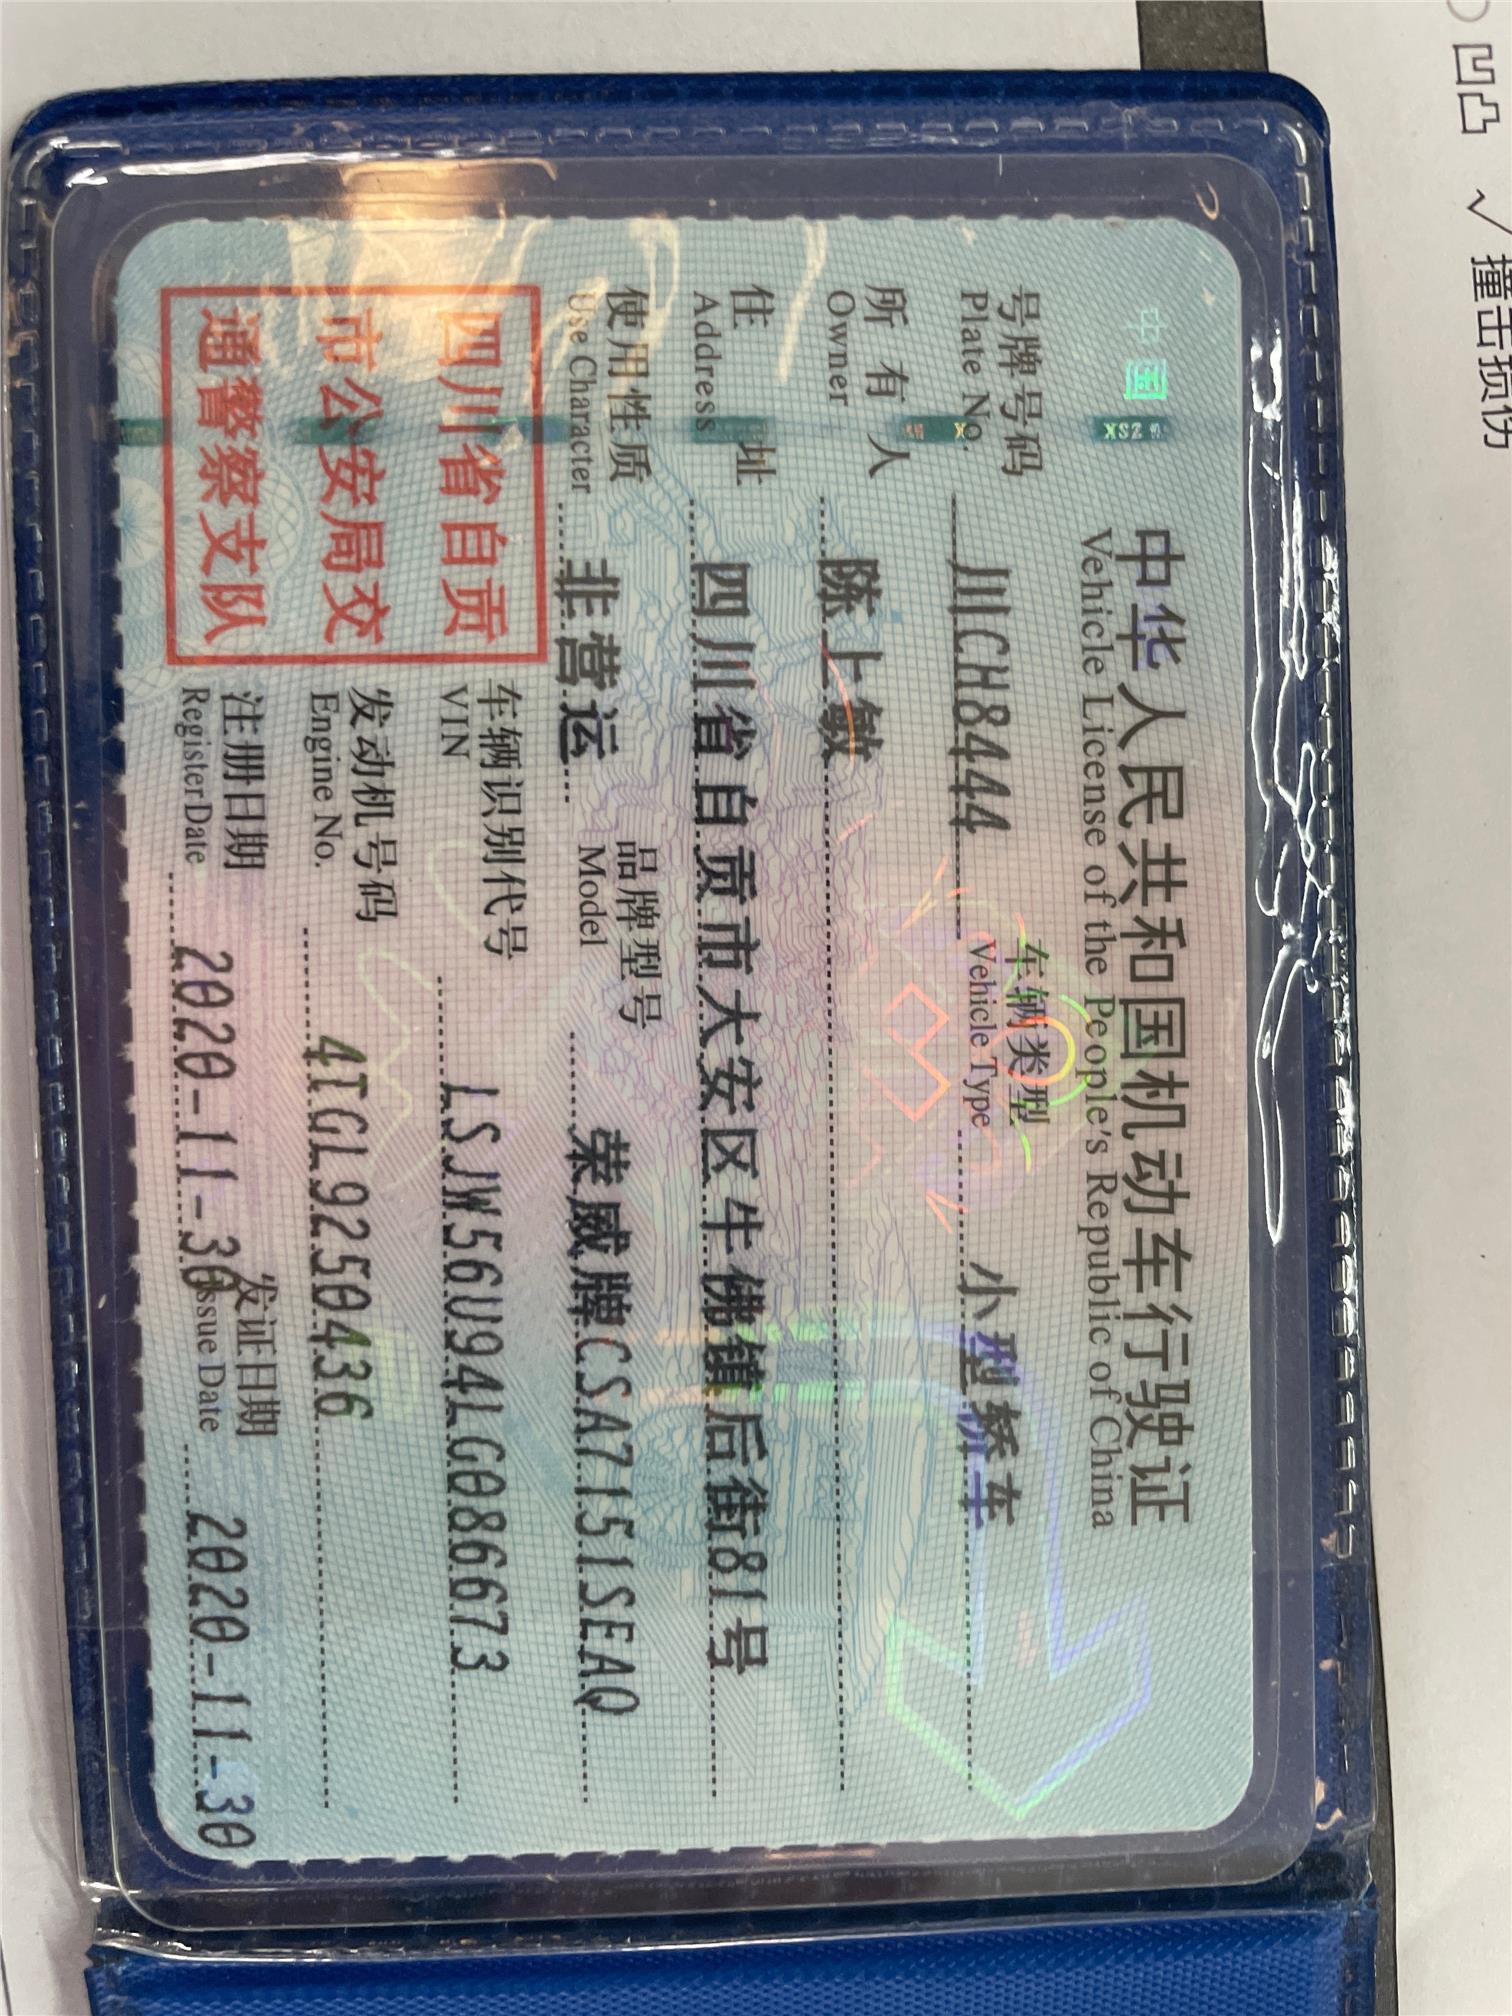 中国
中华人民共和国机动车行驶证
Vehicle License of the People's Republic of China
号牌号码 川CH8444 车辆类型 小型轿车
Plate No. Vehicle Type
所有人 陈上敏
Owner
住址 四川省自贡市大安区牛佛镇后街81号
Address
使用性质 非营运 品牌型号 荣威牌CSA7151SEAQ
Use Character Model
四川省自贡
市公安局交
通警察支队
车辆识别代号 LSJW56U94LG086673
VIN
发动机号码 4IGL9250436
Engine No.
注册日期 2020-11-30 发证日期 2020-11-30
Register Date Issue Date
凹凸 √ 撞击损伤